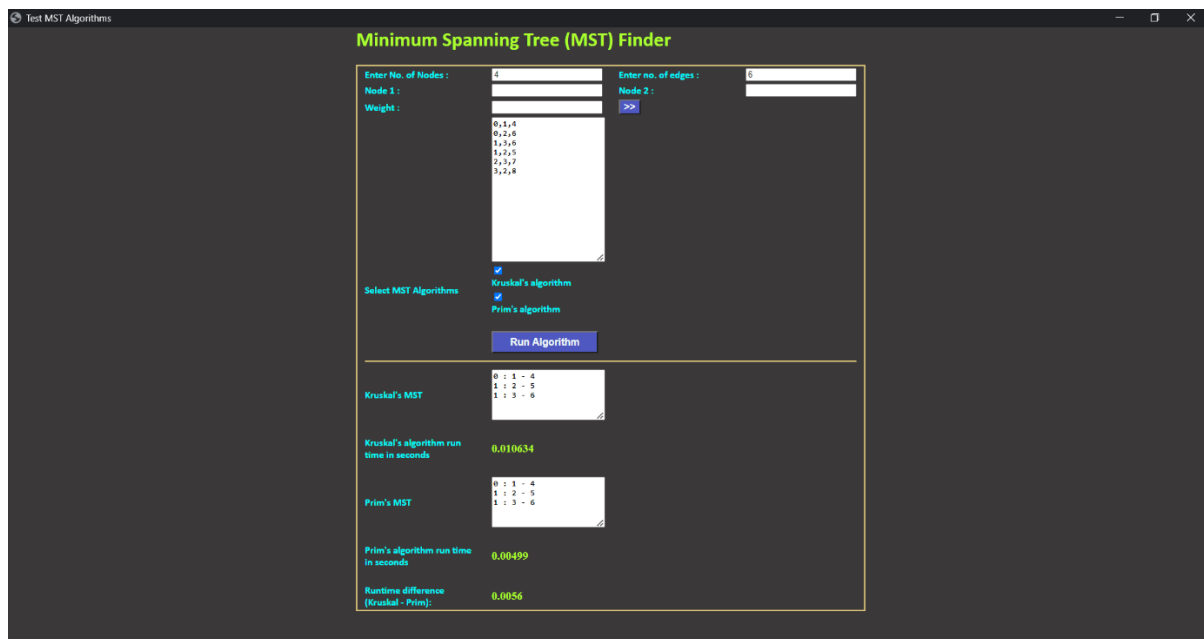 Test MST Algorithms
Minimum Spanning Tree (MST) Finder
Enter No. of Nodes : 4 Enter no. of edges : 6
Node 1 : Node 2 :
Weight : >>
0,1,4
0,2,6
1,3,6
1,2,5
2,3,7
3,2,8
Select MST Algorithms
Kruskal's algorithm
Prim's algorithm
Run Algorithm
Kruskal's MST
0 : 1 - 4
1 : 2 - 5
1 : 3 - 6
Kruskal's algorithm run
time in seconds
0.010634
Prim's MST
0 : 1 - 4
1 : 2 - 5
1 : 3 - 6
Prim's algorithm run time
in seconds
0.00499
Runtime difference
(Kruskal - Prim):
0.0056